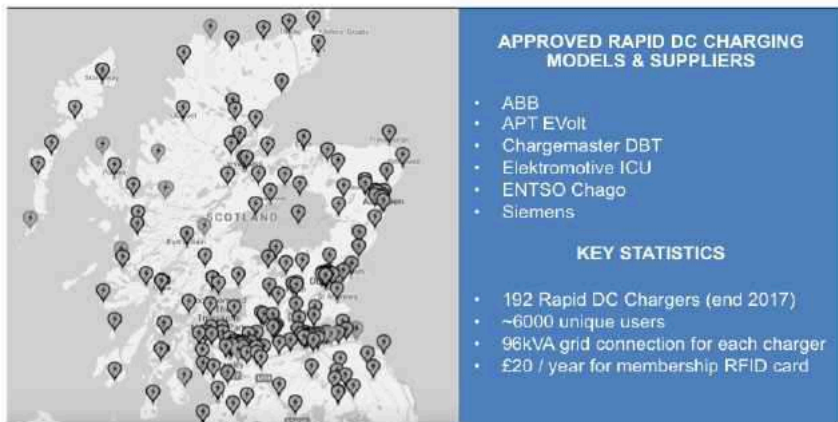 SCOTLAND
APPROVED RAPID DC CHARGING
MODELS & SUPPLIERS
• ABB
• APT EVolt
• Chargemaster DBT
• Elektromotive ICU
• ENTSO Chago
• Siemens
KEY STATISTICS
• 192 Rapid DC Chargers (end 2017)
• ~6000 unique users
• 96kVA grid connection for each charger
• £20 / year for membership RFID card